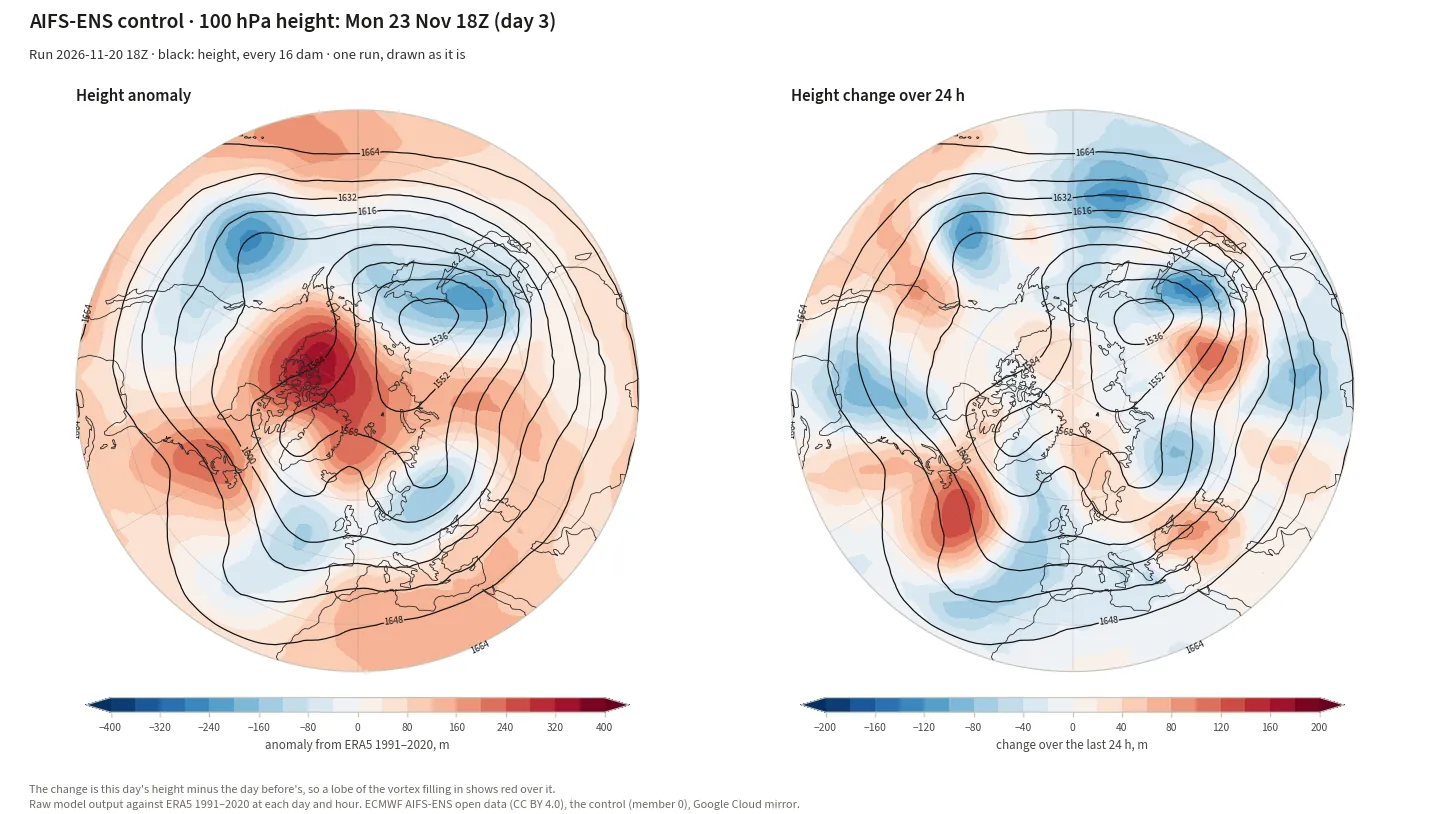 AIFS-ENS control · 100 hPa height: Mon 23 Nov 18Z (day 3)
Run 2026-11-20 18Z · black: height, every 16 dam · one run, drawn as it is
Height anomaly
Height change over 24 h
1664
1632
1616
1664
1536
1552
1568
1600
1648
1664
1664
1632
1616
1664
1536
1552
1584
1568
1600
1648
1664
−400 −320 −240 −160 −80 0 80 160 240 320 400
anomaly from ERA5 1991–2020, m
−200 −160 −120 −80 −40 0 40 80 120 160 200
change over the last 24 h, m
The change is this day's height minus the day before's, so a lobe of the vortex filling in shows red over it.
Raw model output against ERA5 1991–2020 at each day and hour. ECMWF AIFS-ENS open data (CC BY 4.0), the control (member 0), Google Cloud mirror.